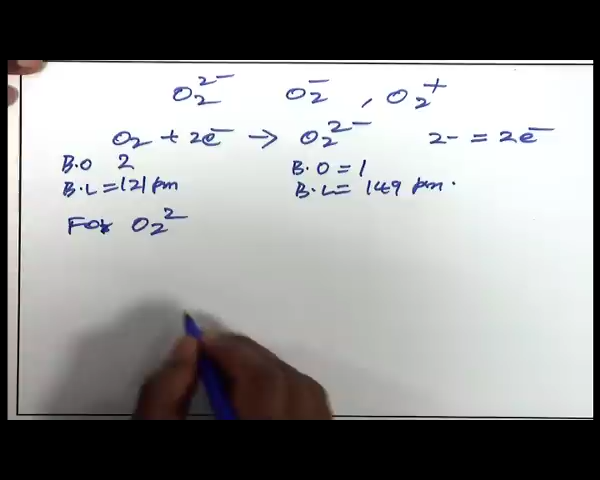 O₂²⁻ O₂⁻ , O₂⁺
O₂ + 2e⁻ → O₂²⁻ 2- = 2e⁻
B.O 2 B.O = 1
B.L = 121 pm B.L = 149 pm.
For O₂²